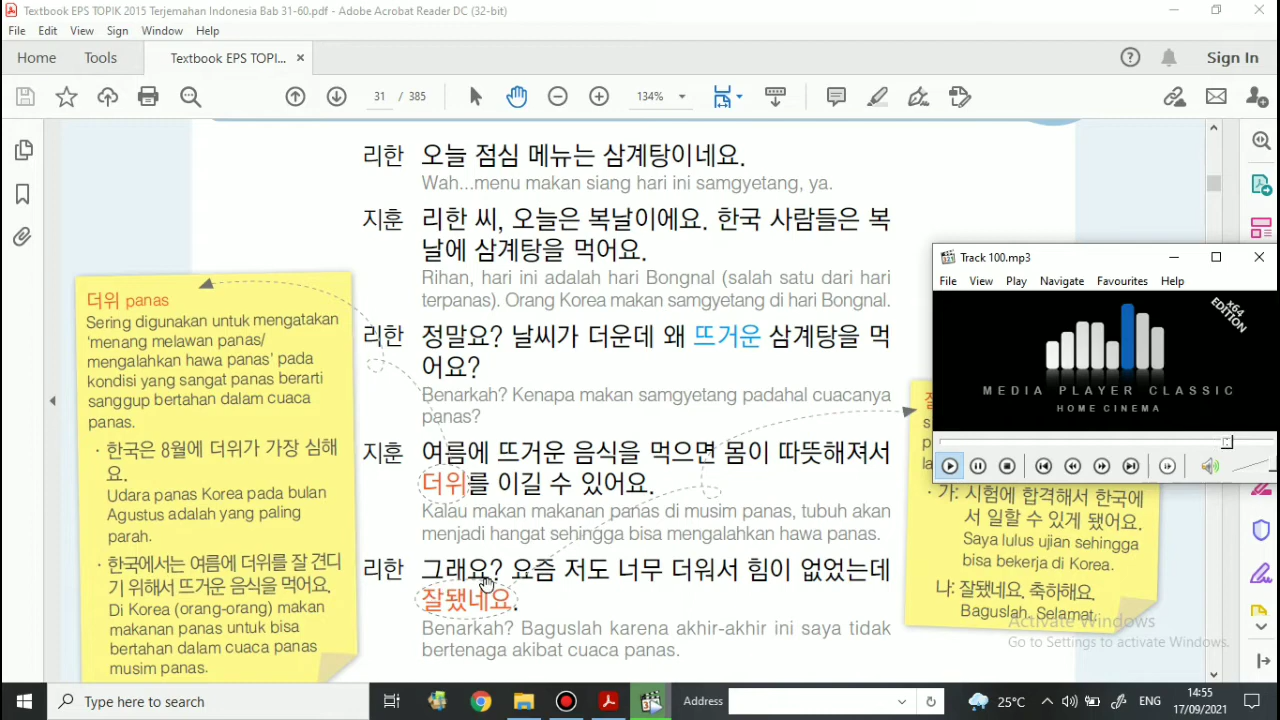 Textbook EPS TOPIK 2015 Terjemahan Indonesia Bab 31-60.pdf - Adobe Acrobat Reader DC (32-bit)
File Edit View Sign Window Help
Home Tools Textbook EPS TOPI... × Sign In
31 / 385 134%
리한 오늘 점심 메뉴는 삼계탕이네요.
Wah...menu makan siang hari ini samgyetang, ya.
지훈 리한 씨, 오늘은 복날이에요. 한국 사람들은 복
날에 삼계탕을 먹어요.
Rihan, hari ini adalah hari Bongnal (salah satu dari hari
terpanas). Orang Korea makan samgyetang di hari Bongnal.
리한 정말요? 날씨가 더운데 왜 뜨거운 삼계탕을 먹
어요?
Benarkah? Kenapa makan samgyetang padahal cuacanya
panas?
지훈 여름에 뜨거운 음식을 먹으면 몸이 따뜻해져서
더위를 이길 수 있어요.
Kalau makan makanan panas di musim panas, tubuh akan
menjadi hangat sehingga bisa mengalahkan hawa panas.
리한 그래요? 요즘 저도 너무 더워서 힘이 없었는데
잘됐네요.
Benarkah? Baguslah karena akhir-akhir ini saya tidak
bertenaga akibat cuaca panas.
더위 panas
Sering digunakan untuk mengatakan
'menang melawan panas/
mengalahkan hawa panas' pada
kondisi yang sangat panas berarti
sanggup bertahan dalam cuaca
panas.
· 한국은 8월에 더위가 가장 심해
요.
Udara panas Korea pada bulan
Agustus adalah yang paling
parah.
· 한국에서는 여름에 더위를 잘 견디
기 위해서 뜨거운 음식을 먹어요.
Di Korea (orang-orang) makan
makanan panas untuk bisa
bertahan dalam cuaca panas
musim panas.
Track 100.mp3
File View Play Navigate Favourites Help
x64
EDITION
MEDIA PLAYER CLASSIC
HOME CINEMA
· 가: 시험에 합격해서 한국에
서 일할 수 있게 됐어요.
Saya lulus ujian sehingga
bisa bekerja di Korea.
나: 잘됐네요, 축하해요.
Baguslah. Selamat.
Activate Windows
Go to Settings to activate Windows.
Type here to search
Address
25°C ENG
14:55
17/09/2021